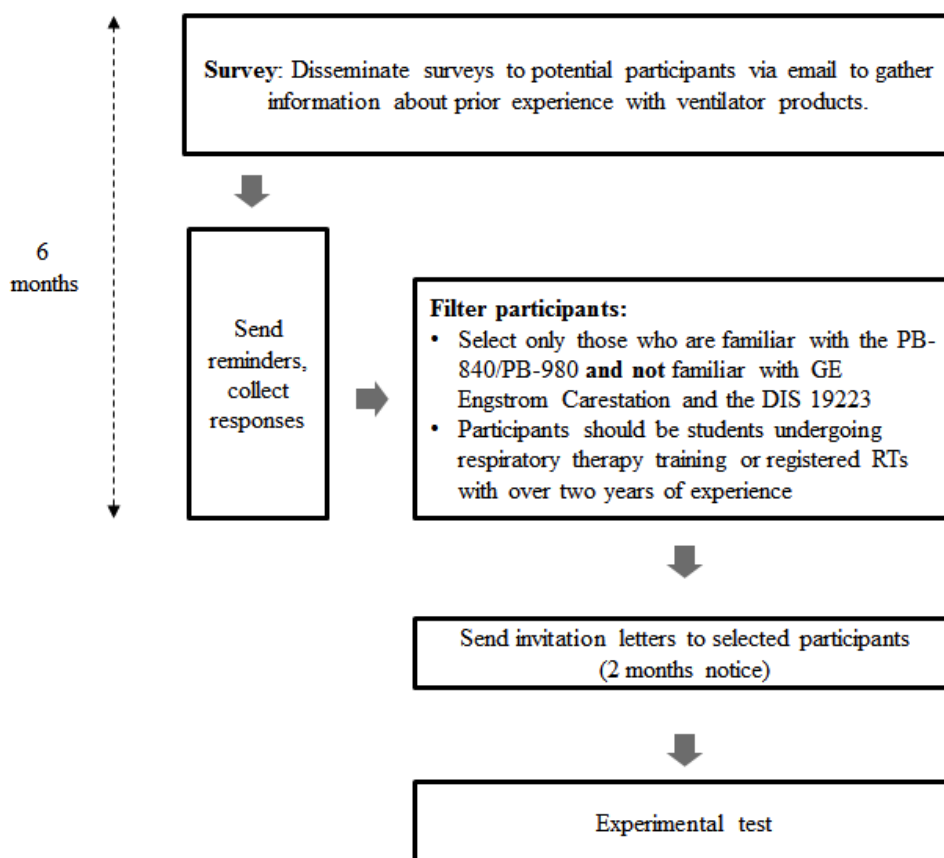 Survey: Disseminate surveys to potential participants via email to gather
information about prior experience with ventilator products.
6
months
Send
reminders,
collect
responses
Filter participants:
• Select only those who are familiar with the PB-
840/PB-980 and not familiar with GE
Engstrom Carestation and the DIS 19223
• Participants should be students undergoing
respiratory therapy training or registered RTs
with over two years of experience
Send invitation letters to selected participants
(2 months notice)
Experimental test